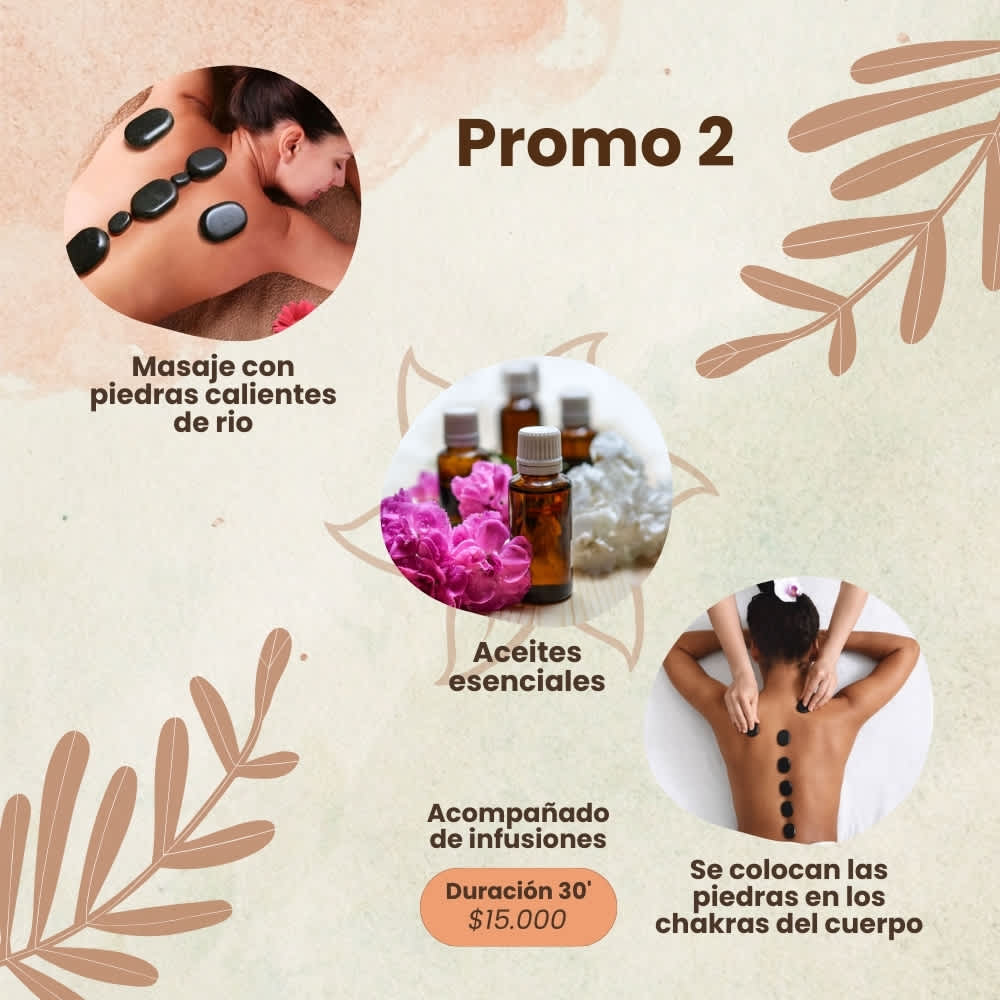 Promo 2
Masaje con
piedras calientes
de rio
Aceites
esenciales
Acompañado
de infusiones
Duración 30'
$15.000
Se colocan las
piedras en los
chakras del cuerpo